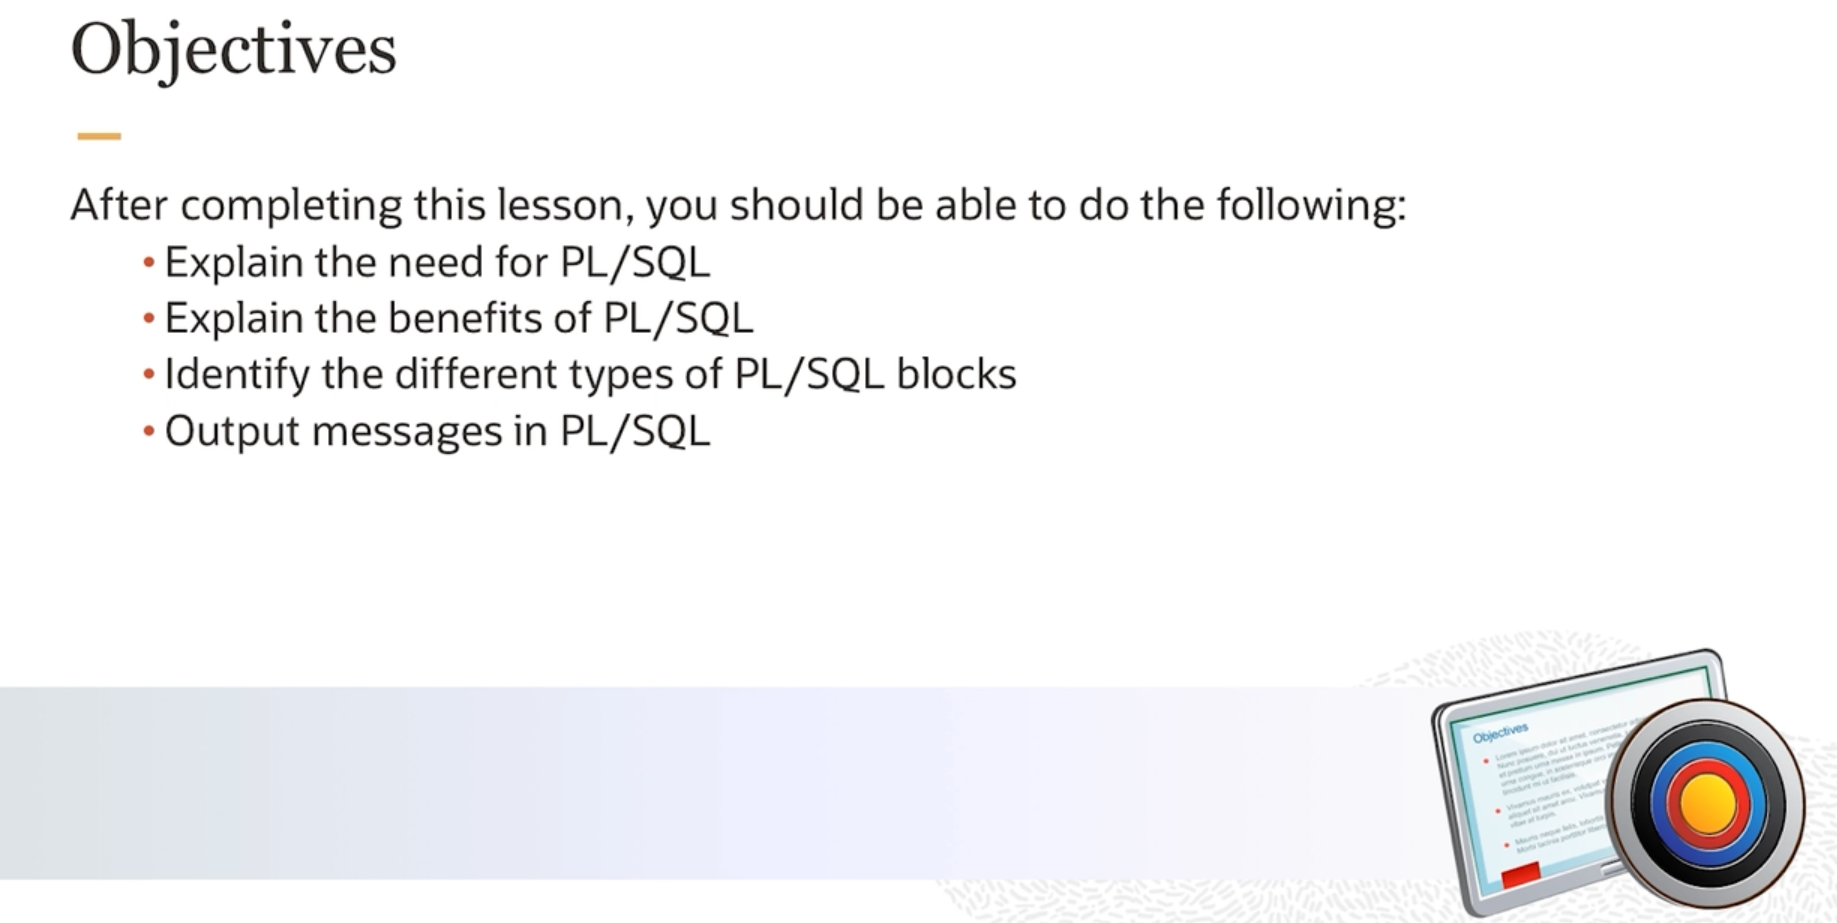 Objectives
After completing this lesson, you should be able to do the following:
• Explain the need for PL/SQL
• Explain the benefits of PL/SQL
• Identify the different types of PL/SQL blocks
• Output messages in PL/SQL
Objectives